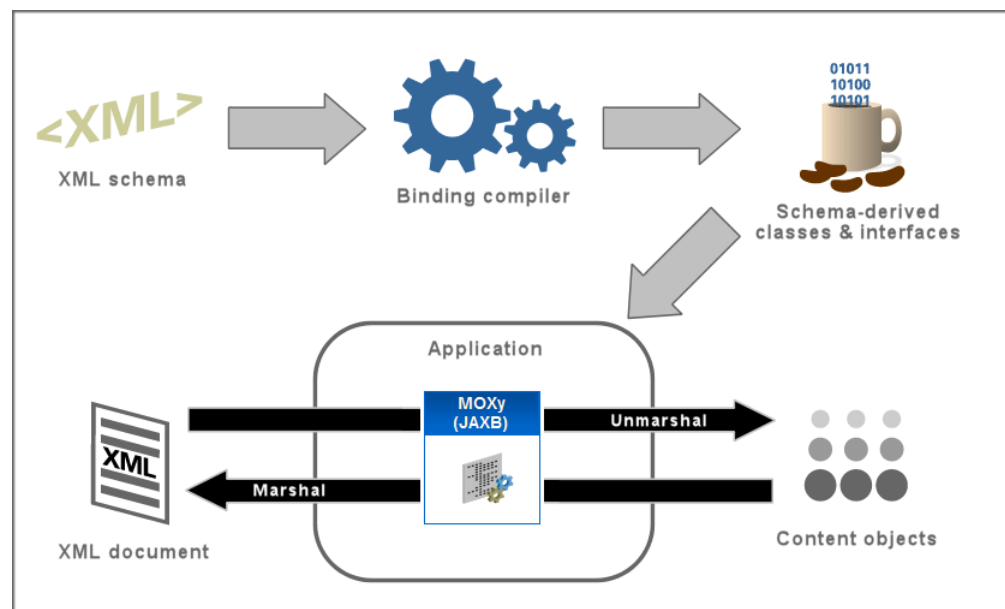 <XML>
XML schema
Binding compiler
01011
10100
10101
Schema-derived
classes & interfaces
Application
MOXy
(JAXB)
Unmarshal
XML
Marshal
XML document
Content objects